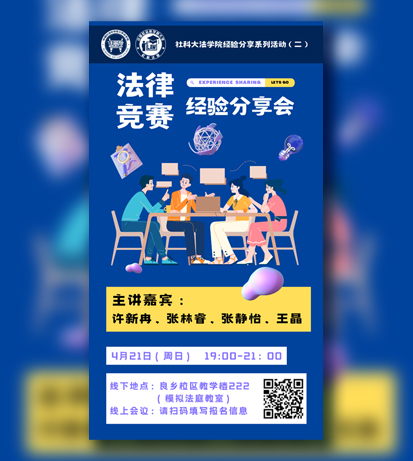 社科大法学院经验分享系列活动（二）
法律
竞赛
EXPERIENCE SHARING
LETS GO
经验分享会
主讲嘉宾：
许新冉、张林睿、张静怡、王晶
4月21日（周日） 19:00-21：00
线下地点：良乡校区教学楼222
（模拟法庭教室）
线上会议：请扫码填写报名信息